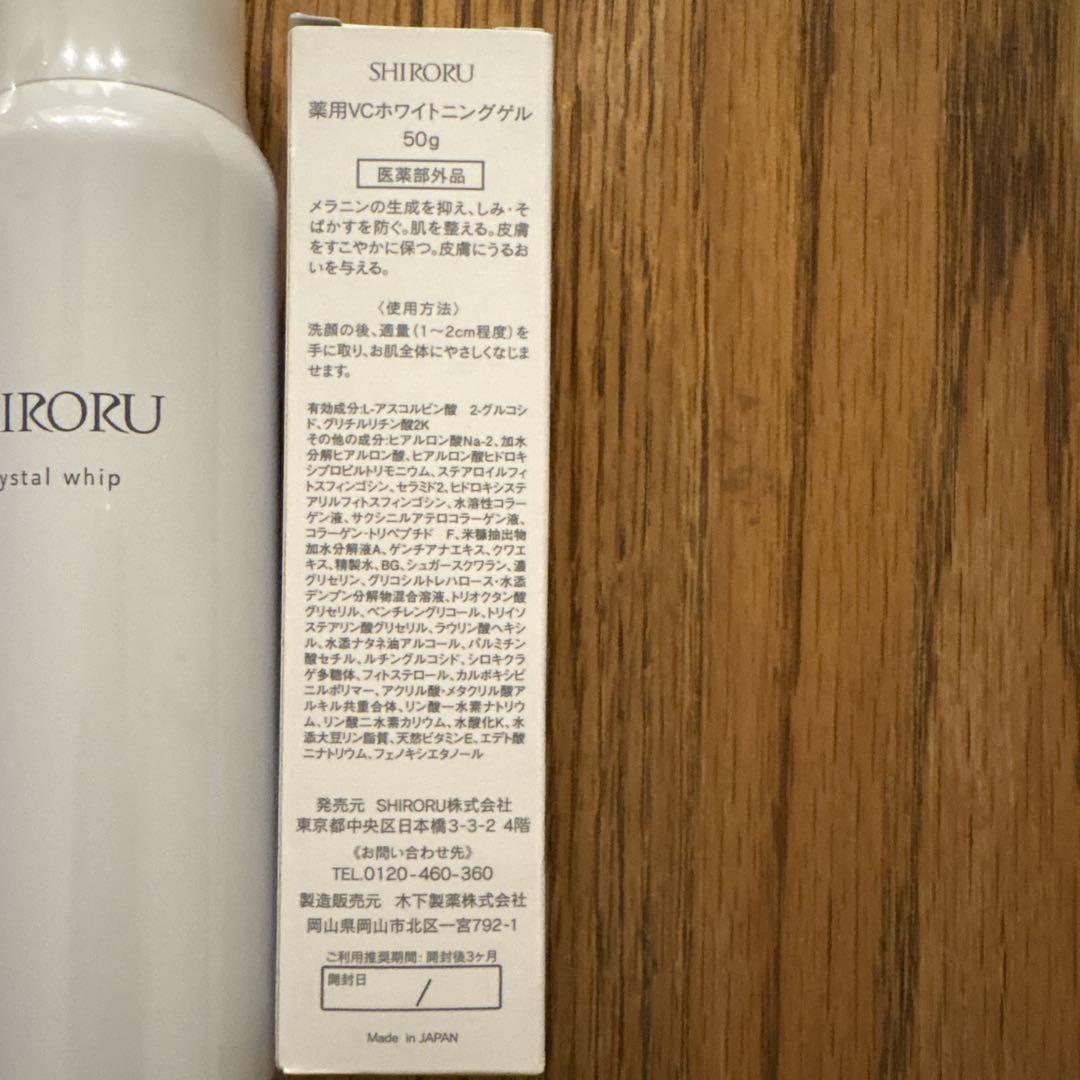 SHIRORU
薬用VCホワイトニングゲル
50g
医薬部外品
メラニンの生成を抑え、しみ・そ
ばかすを防ぐ。肌を整える。皮膚
をすこやかに保つ。皮膚にうるお
いを与える。
〈使用方法〉
洗顔の後、適量(1〜2cm程度)を
手に取り、お肌全体にやさしくなじま
せます。
有効成分:L-アスコルビン酸 2-グルコシ
ド、グリチルリチン酸2K
その他の成分:ヒアルロン酸Na-2、加水
分解ヒアルロン酸、ヒアルロン酸ヒドロキ
シプロピルトリモニウム、ステアロイルフィ
トスフィンゴシン、セラミド2、ヒドロキシステ
アリルフィトスフィンゴシン、水溶性コラー
ゲン液、サクシニルアテロコラーゲン液、
コラーゲン・トリペプチド F、米糠抽出物
加水分解液A、ゲンチアナエキス、クワエ
キス、精製水、BG、シュガースクワラン、濃
グリセリン、グリコシルトレハロース・水添
デンプン分解物混合溶液、トリオクタン酸
グリセリル、ペンチレングリコール、トリイソ
ステアリン酸グリセリル、ラウリン酸ヘキシ
ル、水添ナタネ油アルコール、パルミチン
酸セチル、ルチングルコシド、シロキクラ
ゲ多糖体、フィトステロール、カルボキシビ
ニルポリマー、アクリル酸・メタクリル酸ア
ルキル共重合体、リン酸一水素ナトリウ
ム、リン酸二水素カリウム、水酸化K、水
添大豆リン脂質、天然ビタミンE、エデト酸
二ナトリウム、フェノキシエタノール
発売元 SHIRORU株式会社
東京都中央区日本橋3-3-2 4階
《お問い合わせ先》
TEL.0120-460-360
製造販売元 木下製薬株式会社
岡山県岡山市北区一宮792-1
ご利用推奨期間:開封後3ヶ月
開封日 /
Made in JAPAN
HIRORU
ystal whip